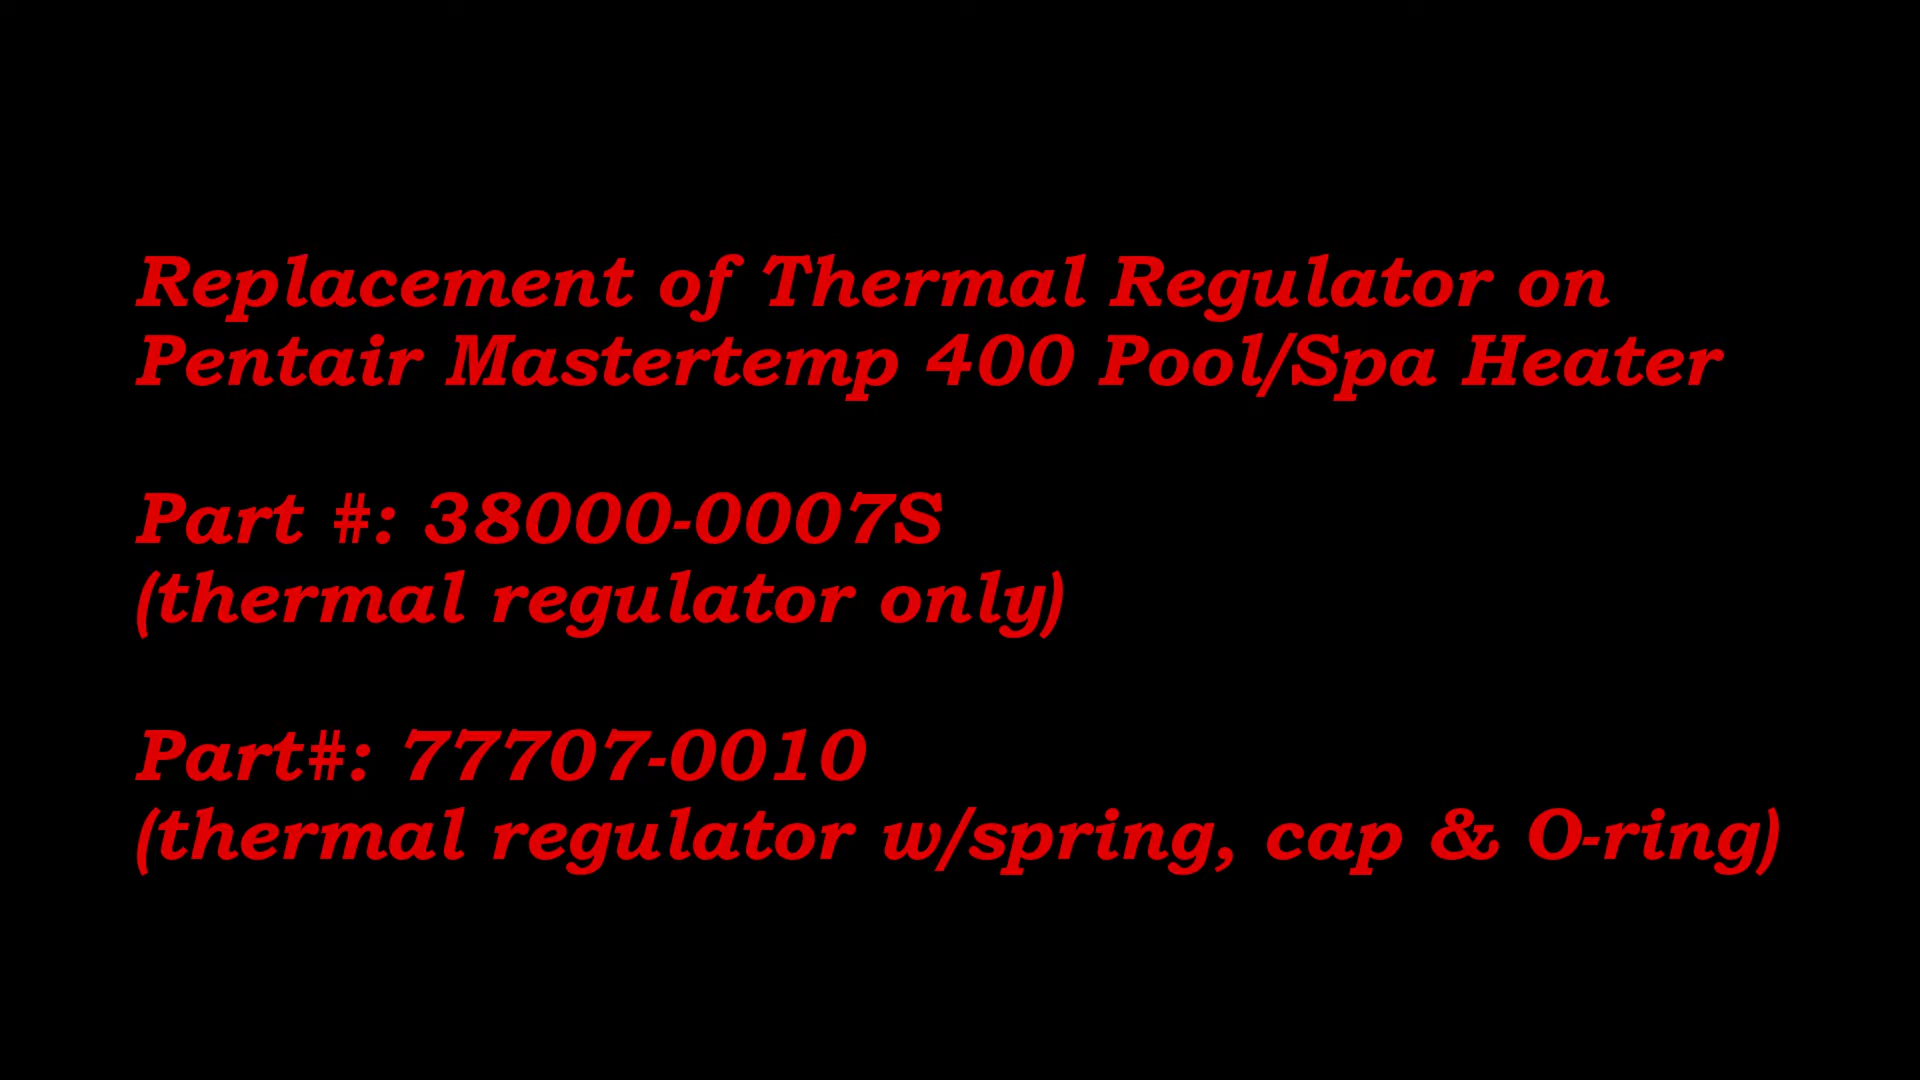 Replacement of Thermal Regulator on
Pentair Mastertemp 400 Pool/Spa Heater
Part #: 38000-0007S
(thermal regulator only)
Part#: 77707-0010
(thermal regulator w/spring, cap & O-ring)